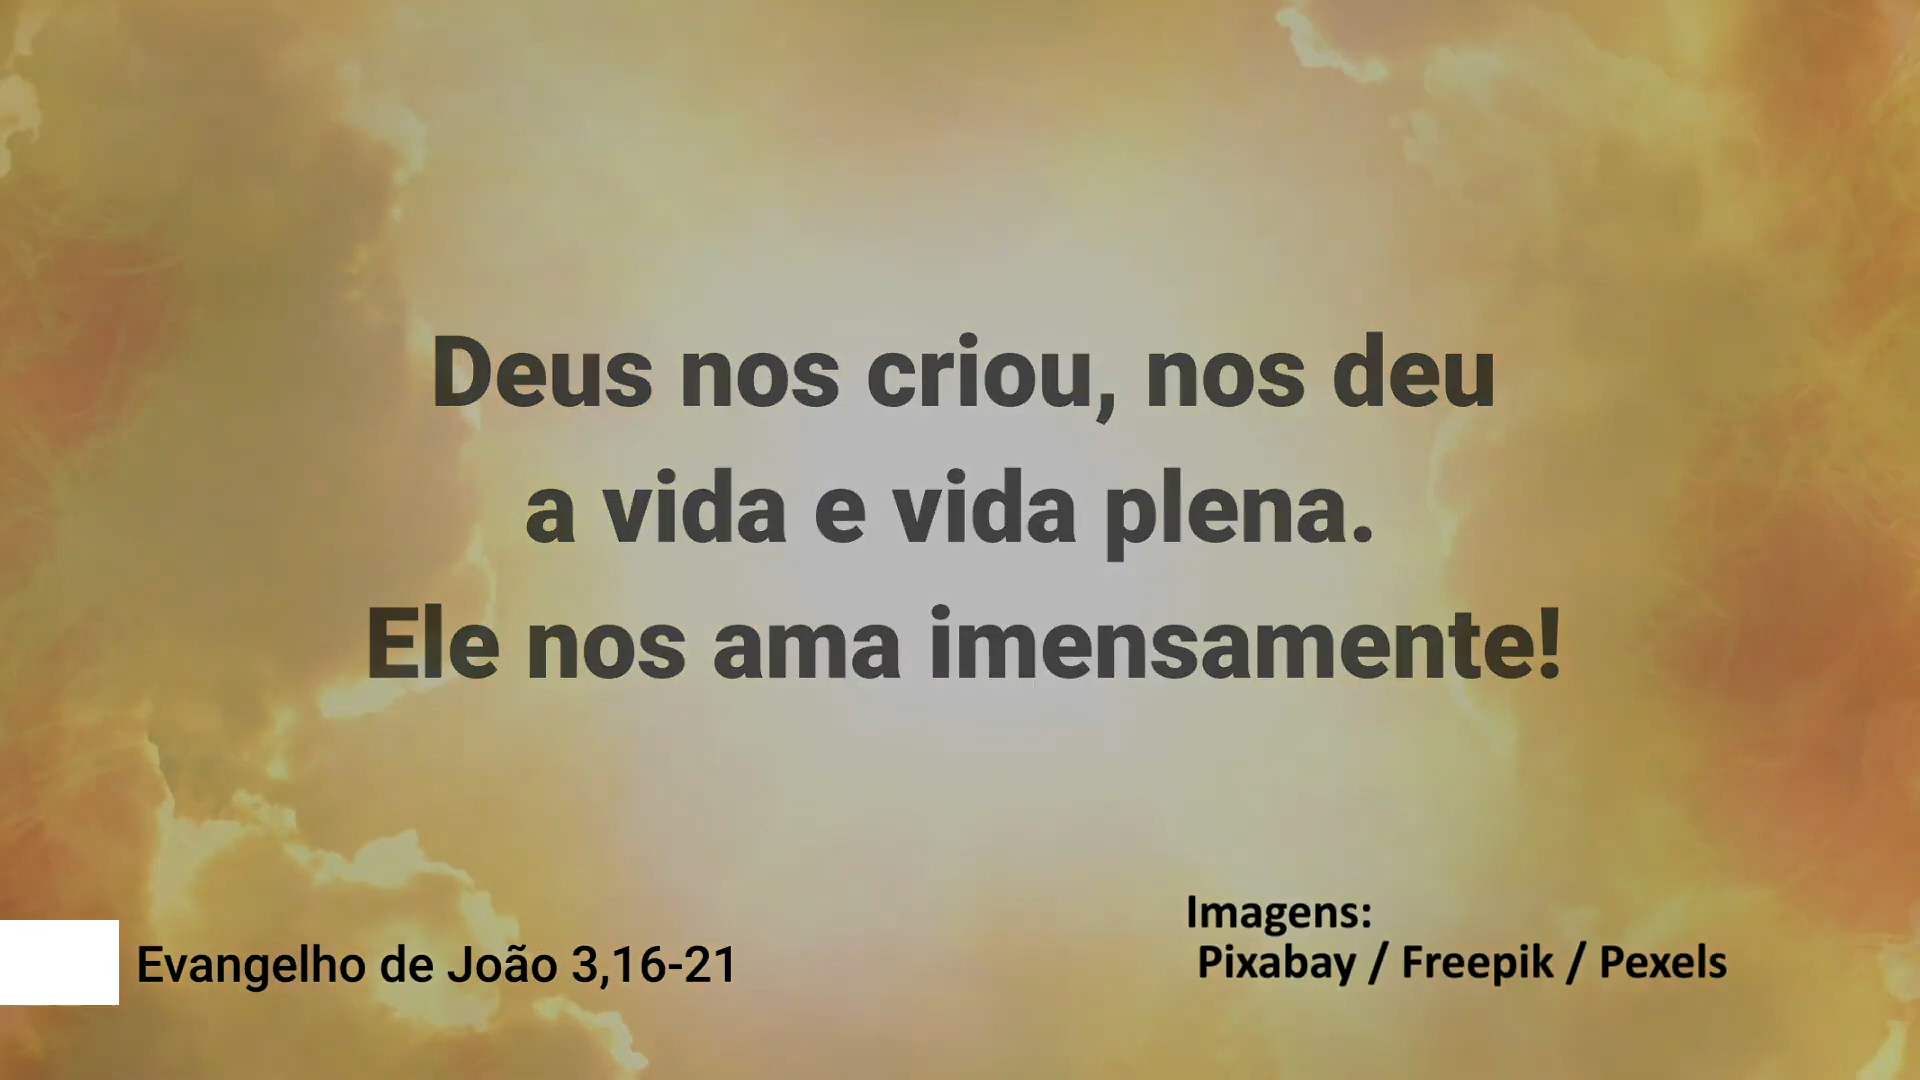 Deus nos criou, nos deu
a vida e vida plena.
Ele nos ama imensamente!
Evangelho de João 3,16-21
Imagens:
Pixabay / Freepik / Pexels